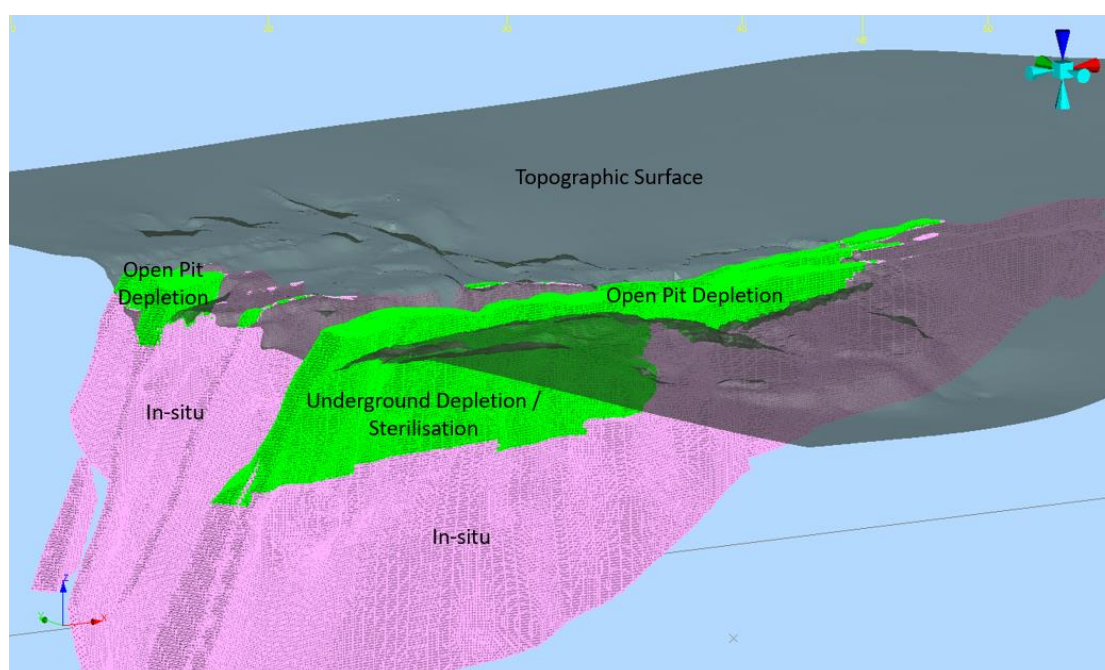 Topographic Surface
Open Pit
Depletion
Open Pit Depletion
In-situ
Underground Depletion /
Sterilisation
In-situ
Z
Y
X